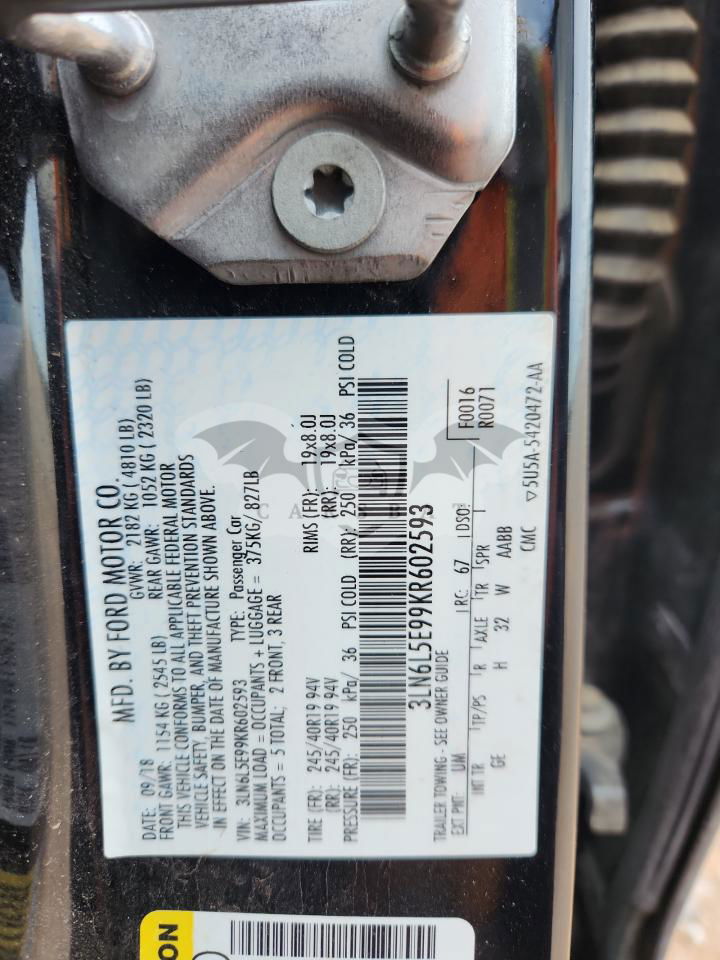 MFD. BY FORD MOTOR CO.
DATE: 09/18 GVWR: 2182 KG ( 4810 LB)
FRONT GAWR: 1154 KG ( 2545 LB) REAR GAWR: 1052 KG ( 2320 LB)
THIS VEHICLE CONFORMS TO ALL APPLICABLE FEDERAL MOTOR
VEHICLE SAFETY, BUMPER, AND THEFT PREVENTION STANDARDS
IN EFFECT ON THE DATE OF MANUFACTURE SHOWN ABOVE.
VIN: 3LN6L5E99KR602593 TYPE: Passenger Car
MAXIMUM LOAD = OCCUPANTS + LUGGAGE = 375KG/ 827LB
OCCUPANTS = 5 TOTAL; 2 FRONT, 3 REAR
TIRE (FR): 245/40R19 94V RIMS (FR): 19x8.0J
(RR): 245/40R19 94V (RR): 19x8.0J
PRESSURE (FR): 250 kPa/ 36 PSI COLD (RR): 250 kPa/ 36 PSI COLD
3LN6L5E99KR602593
TRAILER TOWING - SEE OWNER GUIDE F0016
EXT PNT: UM RC: 67 DSO: R0071
INT TR TP/PS R AXLE TR SPR
GE H 32 W AABB
CMC ▽5U5A-5420472-AA
ON